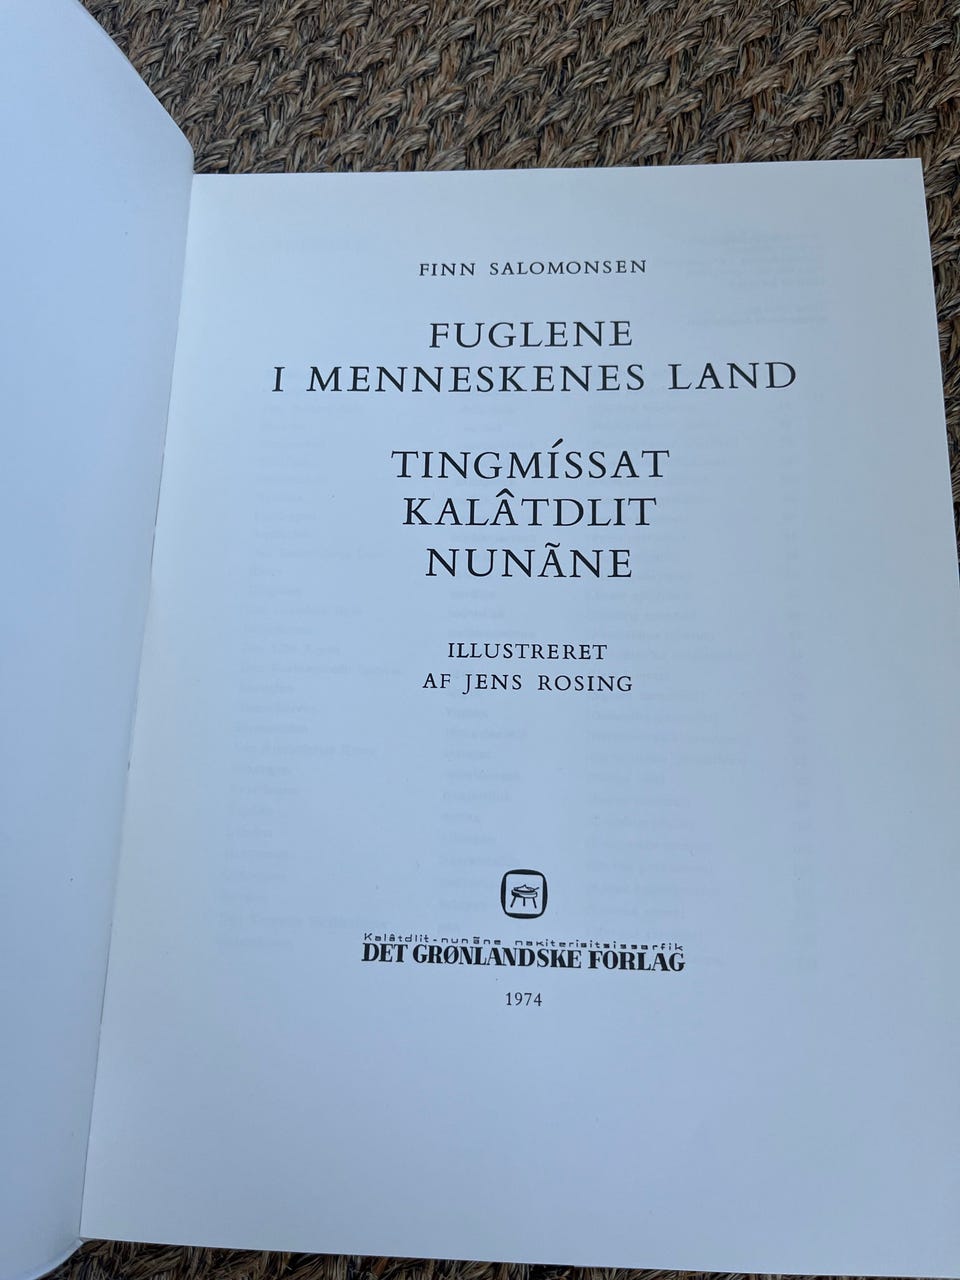 FINN SALOMONSEN
FUGLENE
I MENNESKENES LAND
TINGMÍSSAT
KALÂTDLIT
NUNÃNE
ILLUSTRERET
AF JENS ROSING
Kalâtdlit-nunãne nakiterisitsissarfik
DET GRØNLANDSKE FORLAG
1974